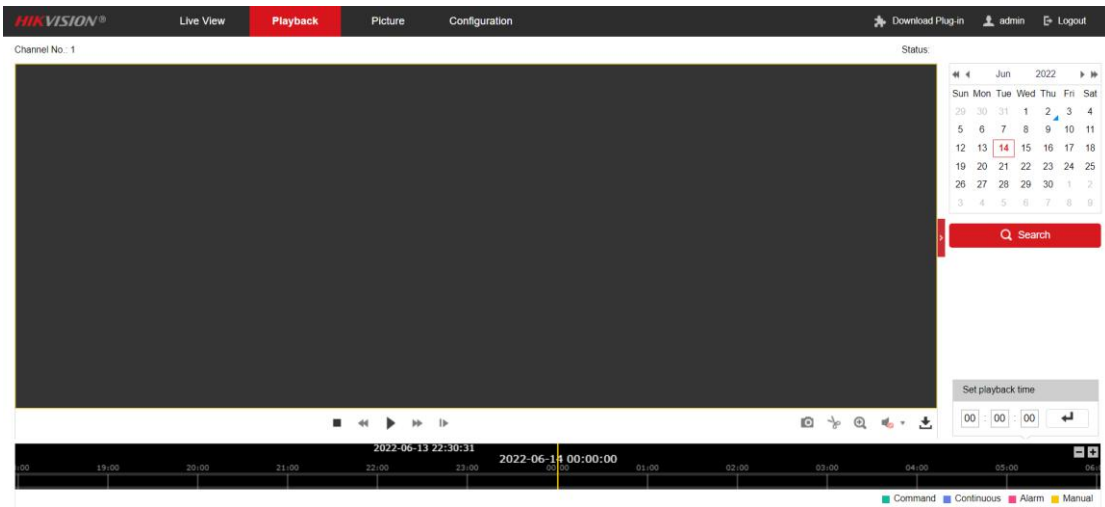 HIKVISION® Live View Playback Picture Configuration Download Plug-in admin Logout
Channel No.: 1 Status:
Jun 2022
Sun Mon Tue Wed Thu Fri Sat
29 30 31 1 2 3 4
5 6 7 8 9 10 11
12 13 14 15 16 17 18
19 20 21 22 23 24 25
26 27 28 29 30 1 2
3 4 5 6 7 8 9
Search
Set playback time
00 : 00 : 00
2022-06-13 22:30:31
2022-06-14 00:00:00
:00 19:00 20:00 21:00 22:00 23:00 00:00 01:00 02:00 03:00 04:00 05:00 06:
Command Continuous Alarm Manual